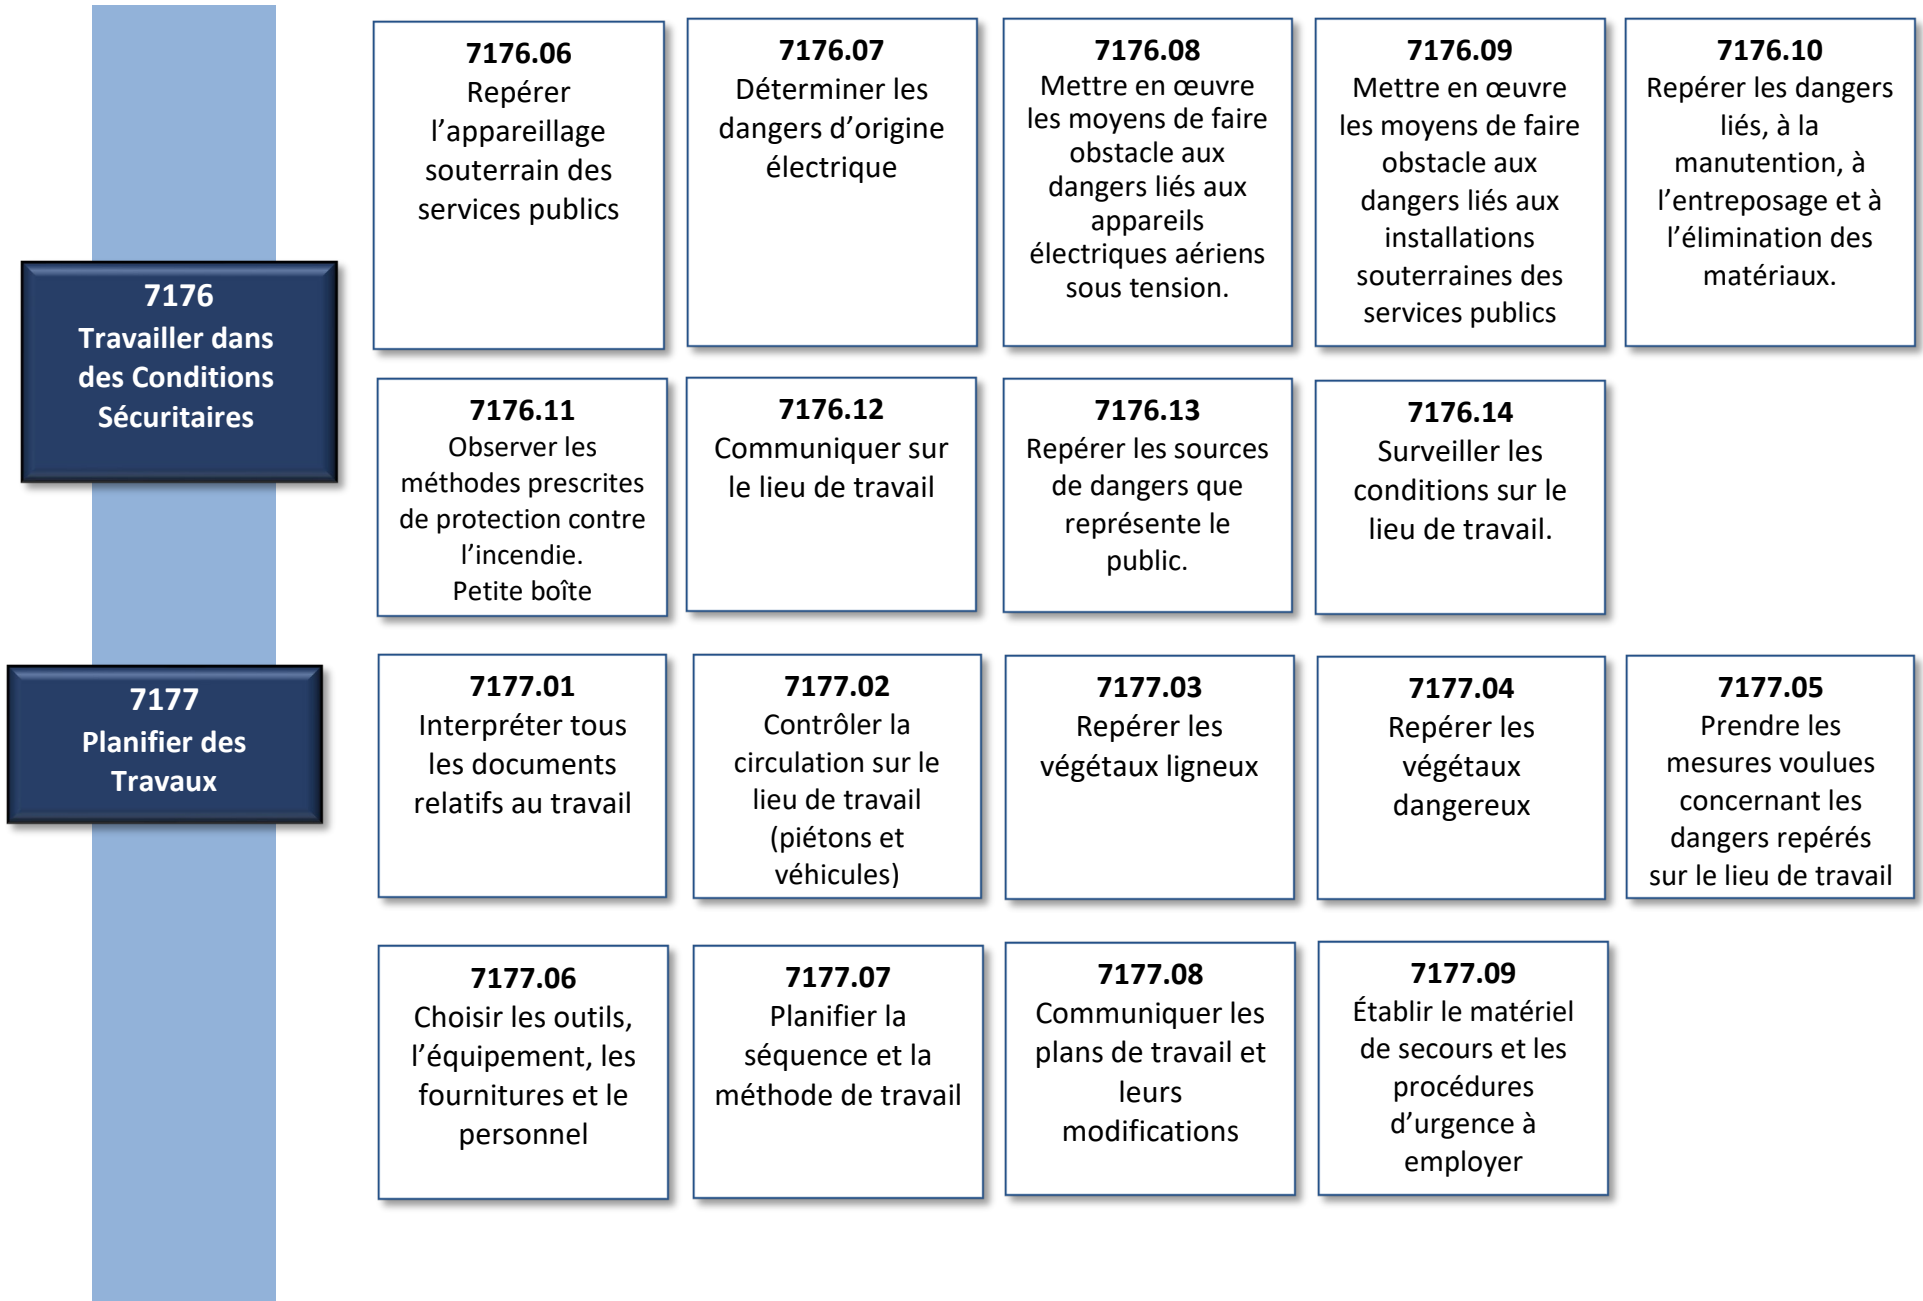 7176
Travailler dans
des Conditions
Sécuritaires
7176.06
Repérer
l’appareillage
souterrain des
services publics
7176.07
Déterminer les
dangers d’origine
électrique
7176.08
Mettre en œuvre
les moyens de faire
obstacle aux
dangers liés aux
appareils
électriques aériens
sous tension.
7176.09
Mettre en œuvre
les moyens de faire
obstacle aux
dangers liés aux
installations
souterraines des
services publics
7176.10
Repérer les dangers
liés, à la
manutention, à
l’entreposage et à
l’élimination des
matériaux.
7176.11
Observer les
méthodes prescrites
de protection contre
l’incendie.
Petite boîte
7176.12
Communiquer sur
le lieu de travail
7176.13
Repérer les sources
de dangers que
représente le
public.
7176.14
Surveiller les
conditions sur le
lieu de travail.
7177
Planifier des
Travaux
7177.01
Interpréter tous
les documents
relatifs au travail
7177.02
Contrôler la
circulation sur le
lieu de travail
(piétons et
véhicules)
7177.03
Repérer les
végétaux ligneux
7177.04
Repérer les
végétaux
dangereux
7177.05
Prendre les
mesures voulues
concernant les
dangers repérés
sur le lieu de travail
7177.06
Choisir les outils,
l’équipement, les
fournitures et le
personnel
7177.07
Planifier la
séquence et la
méthode de travail
7177.08
Communiquer les
plans de travail et
leurs
modifications
7177.09
Établir le matériel
de secours et les
procédures
d’urgence à
employer